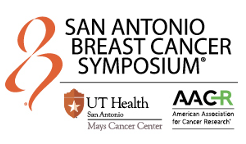 SAN ANTONIO
BREAST CANCER
SYMPOSIUM®
UT Health
San Antonio
Mays Cancer Center
AACR
American Association
for Cancer Research®